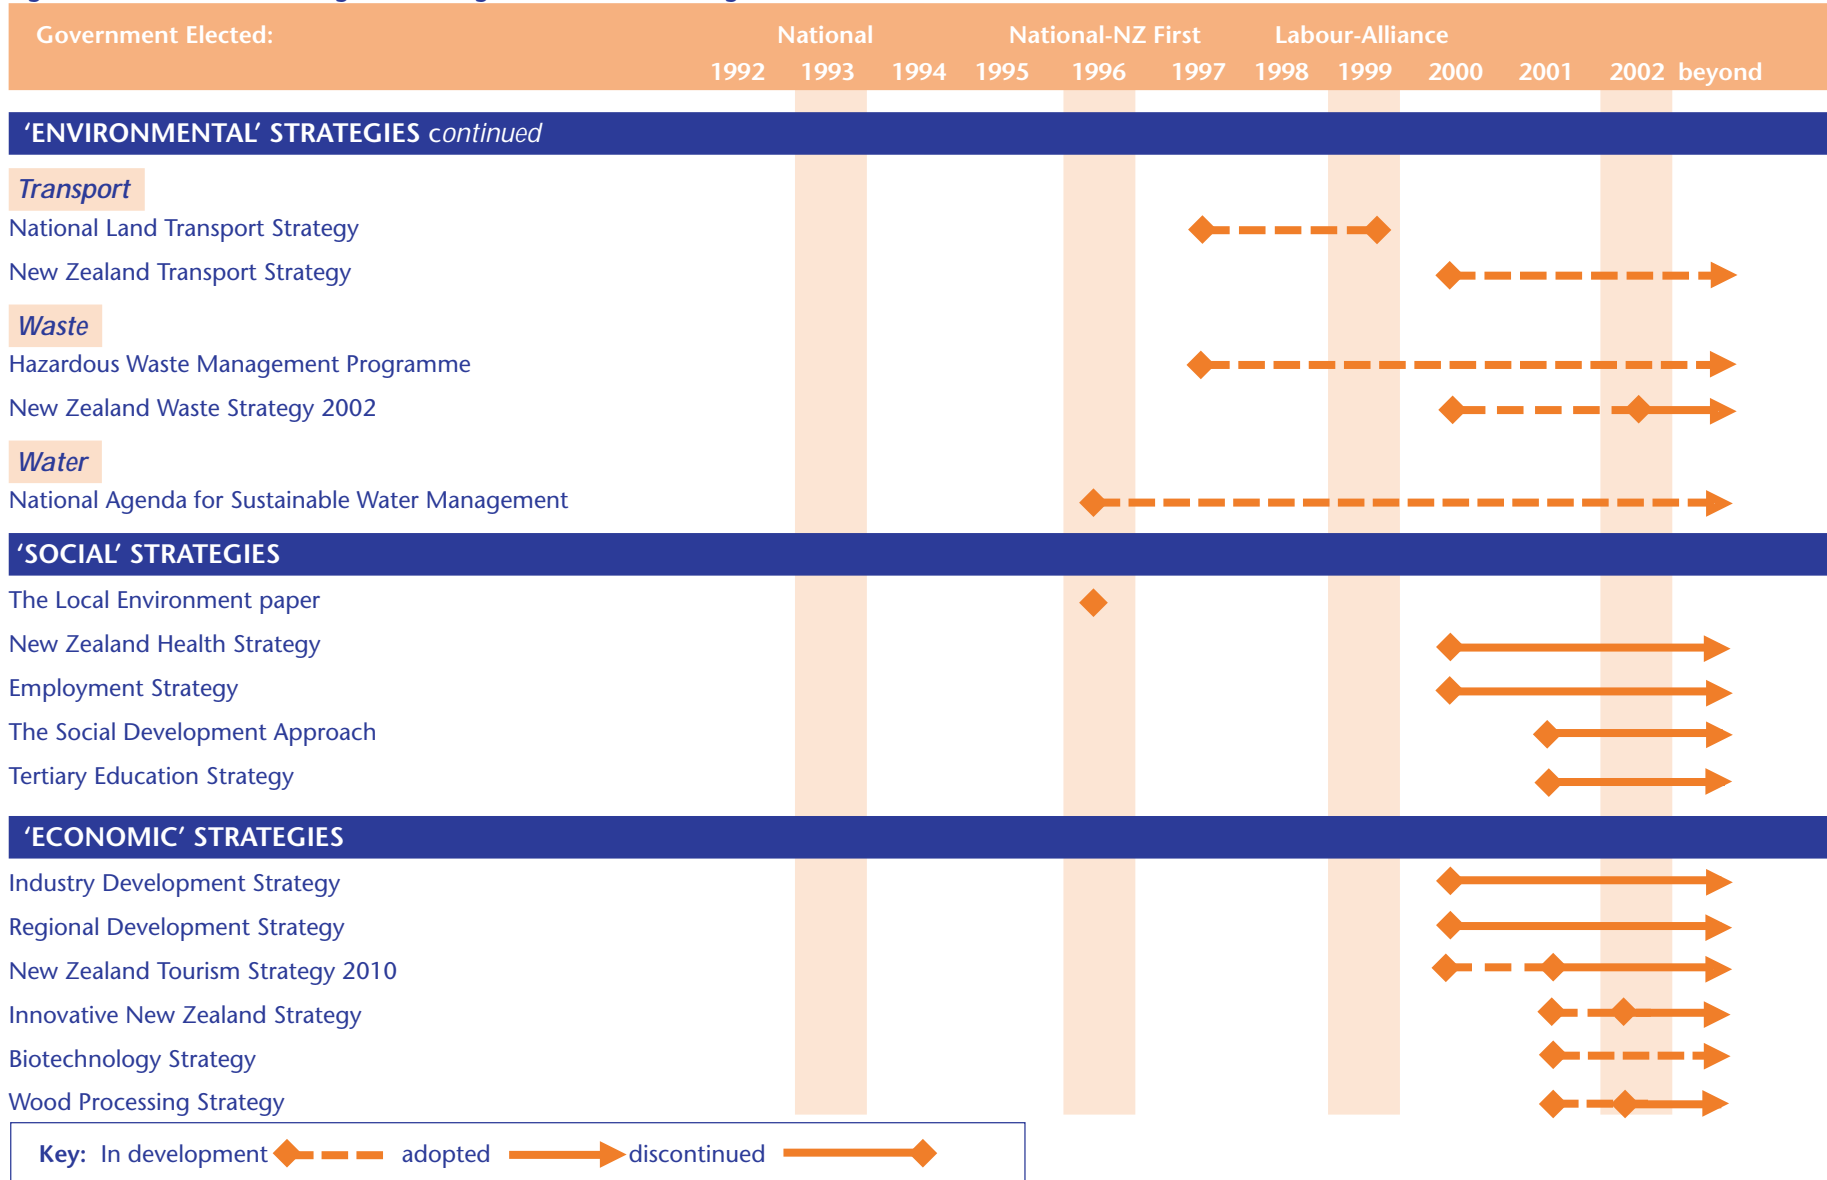 Government Elected: National National-NZ First Labour-Alliance
1992 1993 1994 1995 1996 1997 1998 1999 2000 2001 2002 beyond
‘ENVIRONMENTAL’ STRATEGIES continued
Transport
National Land Transport Strategy
New Zealand Transport Strategy
Waste
Hazardous Waste Management Programme
New Zealand Waste Strategy 2002
Water
National Agenda for Sustainable Water Management
‘SOCIAL’ STRATEGIES
The Local Environment paper
New Zealand Health Strategy
Employment Strategy
The Social Development Approach
Tertiary Education Strategy
‘ECONOMIC’ STRATEGIES
Industry Development Strategy
Regional Development Strategy
New Zealand Tourism Strategy 2010
Innovative New Zealand Strategy
Biotechnology Strategy
Wood Processing Strategy
Key: In development adopted discontinued